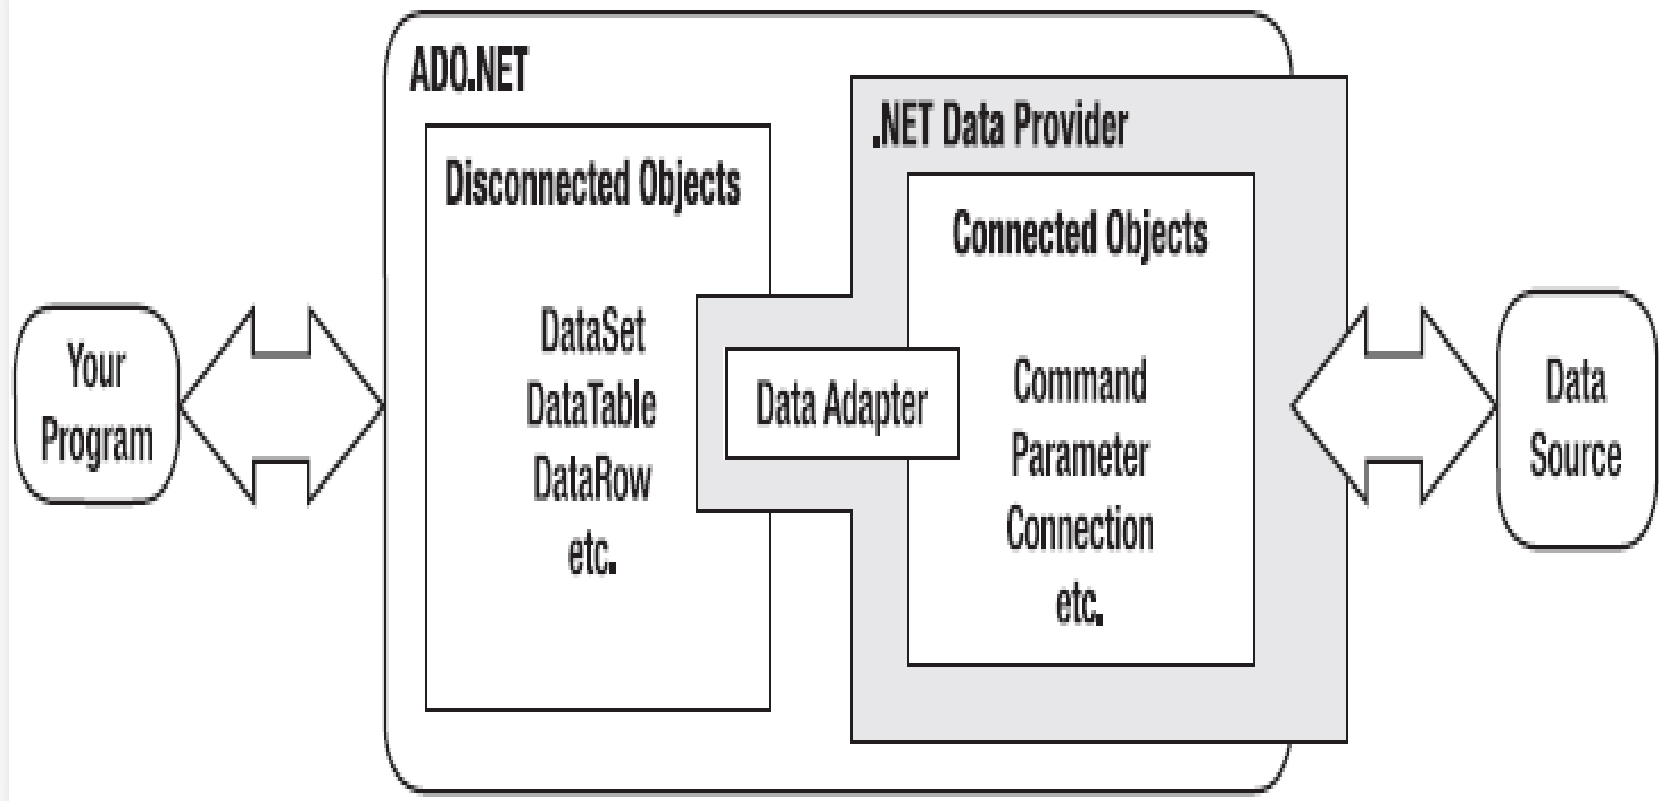 ADO.NET
.NET Data Provider
Disconnected Objects
Connected Objects
Your
Program
DataSet
DataTable
DataRow
etc.
Data Adapter
Command
Parameter
Connection
etc.
Data
Source